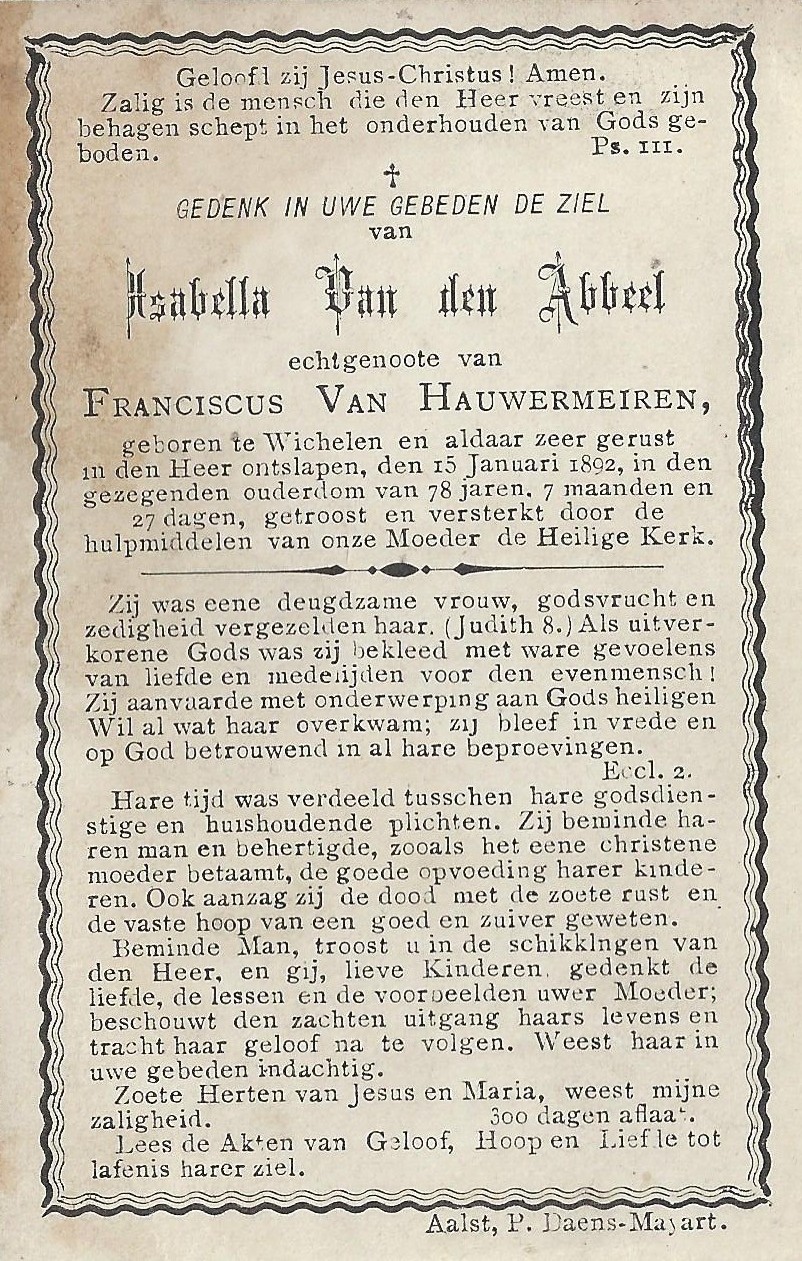 Geloofd zij Jesus-Christus! Amen.
Zalig is de mensch die den Heer vreest en zijn
behagen schept in het onderhouden van Gods ge-
boden. Ps. III.
✝
GEDENK IN UWE GEBEDEN DE ZIEL
van
Isabella Van den Abbeel
echtgenoote van
FRANCISCUS VAN HAUWERMEIREN,
geboren te Wichelen en aldaar zeer gerust
in den Heer ontslapen, den 15 Januari 1892, in den
gezegenden ouderdom van 78 jaren, 7 maanden en
27 dagen, getroost en versterkt door de
hulpmiddelen van onze Moeder de Heilige Kerk.
Zij was eene deugdzame vrouw, godsvrucht en
zedigheid vergezelden haar. (Judith 8.) Als uitver-
korene Gods was zij bekleed met ware gevoelens
van liefde en medelijden voor den evenmensch!
Zij aanvaarde met onderwerping aan Gods heiligen
Wil al wat haar overkwam; zij bleef in vrede en
op God betrouwend in al hare beproevingen.
Eccl. 2.
Hare tijd was verdeeld tusschen hare godsdien-
stige en huishoudende plichten. Zij beminde ha-
ren man en behertigde, zooals het eene christene
moeder betaamt, de goede opvoeding harer kinde-
ren. Ook aanzag zij de dood met de zoete rust en
de vaste hoop van een goed en zuiver geweten.
Beminde Man, troost u in de schikklngen van
den Heer, en gij, lieve Kinderen, gedenkt de
liefde, de lessen en de voorbeelden uwer Moeder;
beschouwt den zachten uitgang haars levens en
tracht haar geloof na te volgen. Weest haar in
uwe gebeden indachtig.
Zoete Herten van Jesus en Maria, weest mijne
zaligheid. 300 dagen aflaat.
Lees de Akten van Geloof, Hoop en Liefde tot
lafenis harer ziel.
Aalst, P. Daens-Mayart.